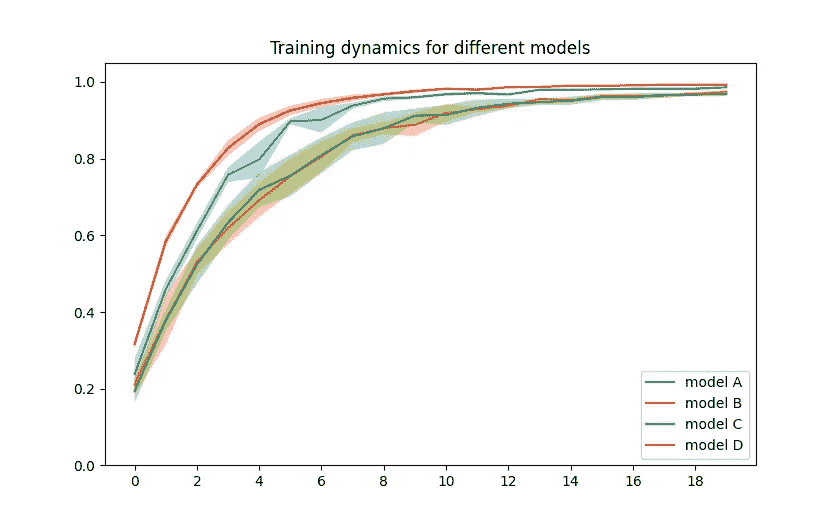 Training dynamics for different models
1.0
0.8
0.6
0.4
0.2
0.0
0 2 4 6 8 10 12 14 16 18
model A
model B
model C
model D